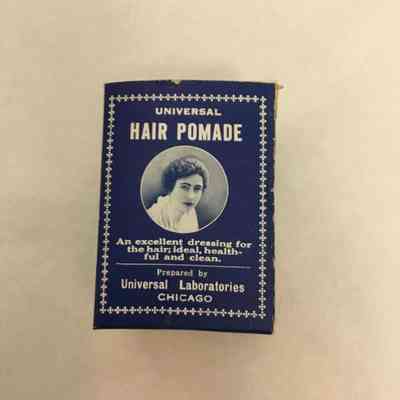 UNIVERSAL
HAIR POMADE
An excellent dressing for
the hair; ideal, health-
ful and clean.
Prepared by
Universal Laboratories
CHICAGO